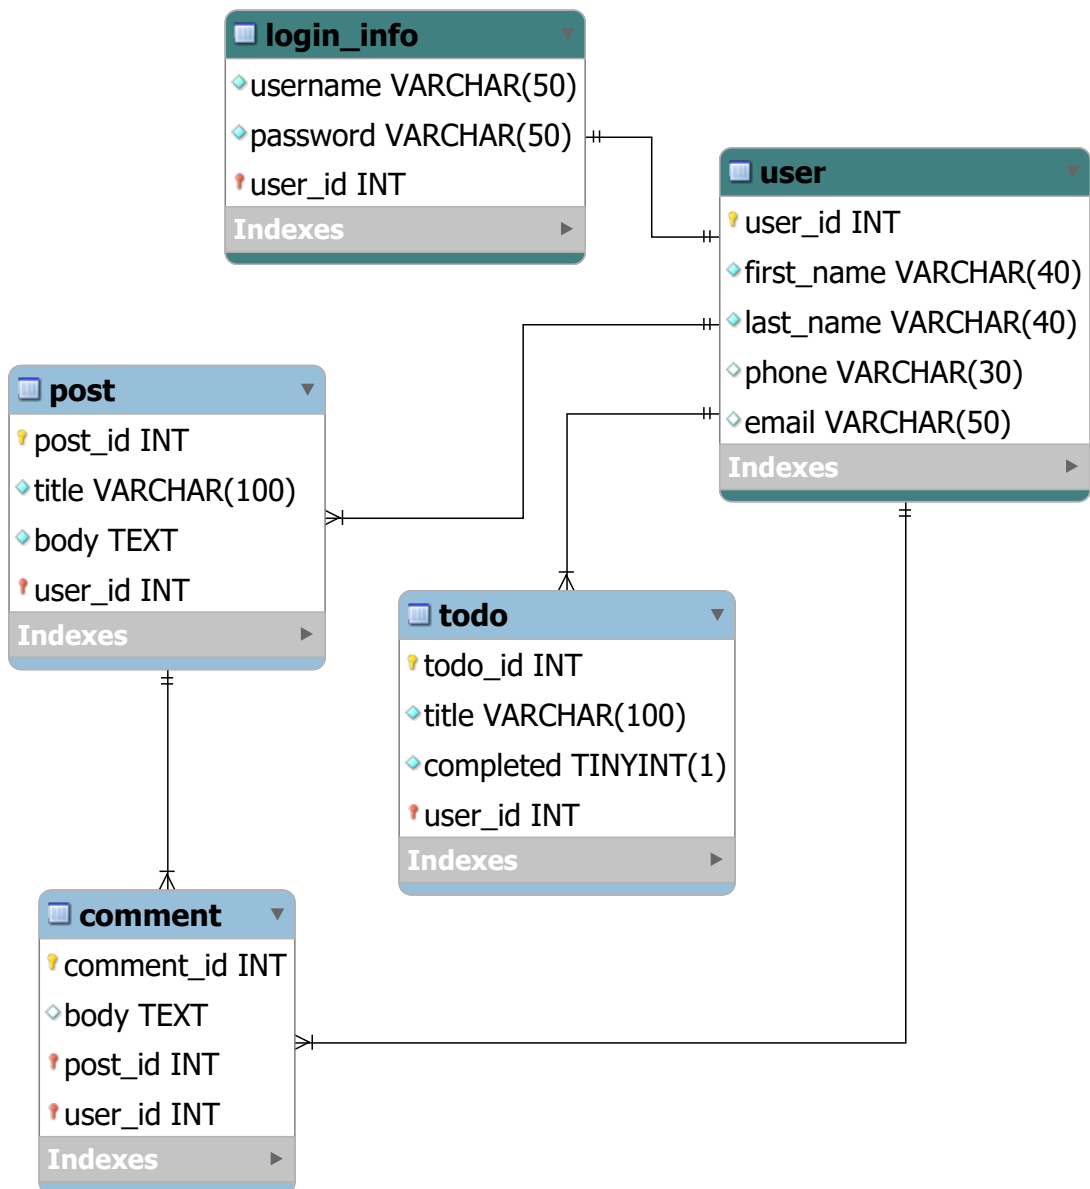 login_info
username VARCHAR(50)
password VARCHAR(50)
user_id INT
Indexes
user
user_id INT
first_name VARCHAR(40)
last_name VARCHAR(40)
phone VARCHAR(30)
email VARCHAR(50)
Indexes
post
post_id INT
title VARCHAR(100)
body TEXT
user_id INT
Indexes
todo
todo_id INT
title VARCHAR(100)
completed TINYINT(1)
user_id INT
Indexes
comment
comment_id INT
body TEXT
post_id INT
user_id INT
Indexes